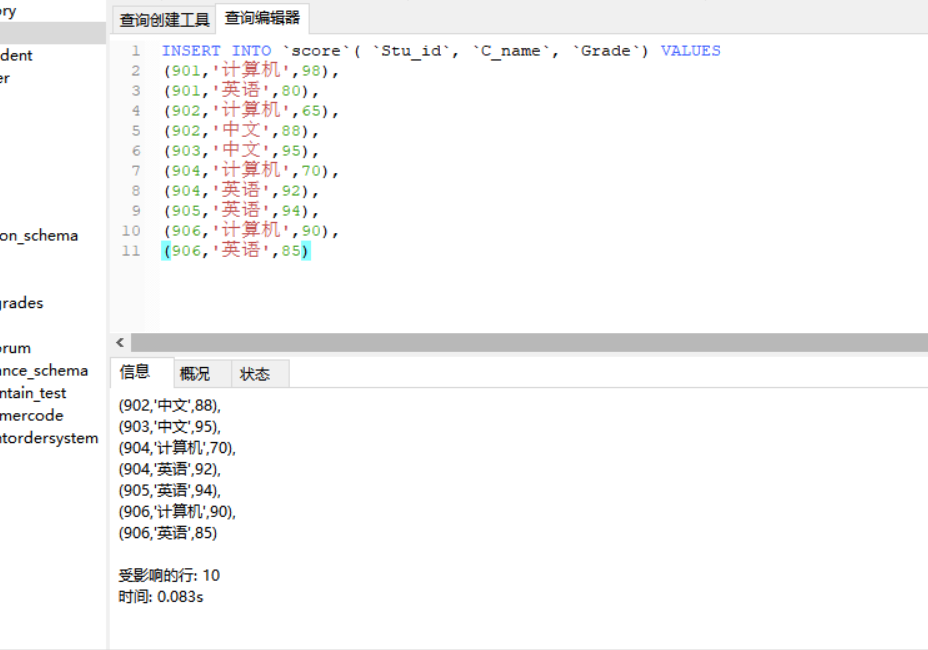 ry
dent
er
on_schema
grades
orum
ance_schema
ntain_test
mercode
ntordersystem
查询创建工具 查询编辑器
1 INSERT INTO `score`( `Stu_id`, `C_name`, `Grade`) VALUES
2 (901,'计算机',98),
3 (901,'英语',80),
4 (902,'计算机',65),
5 (902,'中文',88),
6 (903,'中文',95),
7 (904,'计算机',70),
8 (904,'英语',92),
9 (905,'英语',94),
10 (906,'计算机',90),
11 (906,'英语',85)
信息 概况 状态
(902,'中文',88),
(903,'中文',95),
(904,'计算机',70),
(904,'英语',92),
(905,'英语',94),
(906,'计算机',90),
(906,'英语',85)
受影响的行: 10
时间: 0.083s